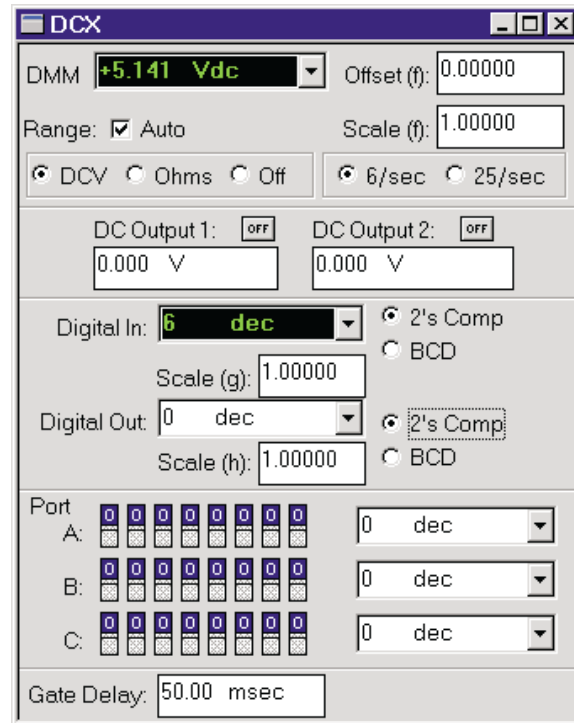 DCX
DMM +5.141 Vdc Offset (f): 0.00000
Range: Auto Scale (f): 1.00000
DCV Ohms Off 6/sec 25/sec
DC Output 1: OFF DC Output 2: OFF
0.000 V 0.000 V
Digital In: 6 dec 2's Comp
BCD
Scale (g): 1.00000
Digital Out: 0 dec 2's Comp
Scale (h): 1.00000 BCD
Port
A: 0 0 0 0 0 0 0 0 0 dec
B: 0 0 0 0 0 0 0 0 0 dec
C: 0 0 0 0 0 0 0 0 0 dec
Gate Delay: 50.00 msec